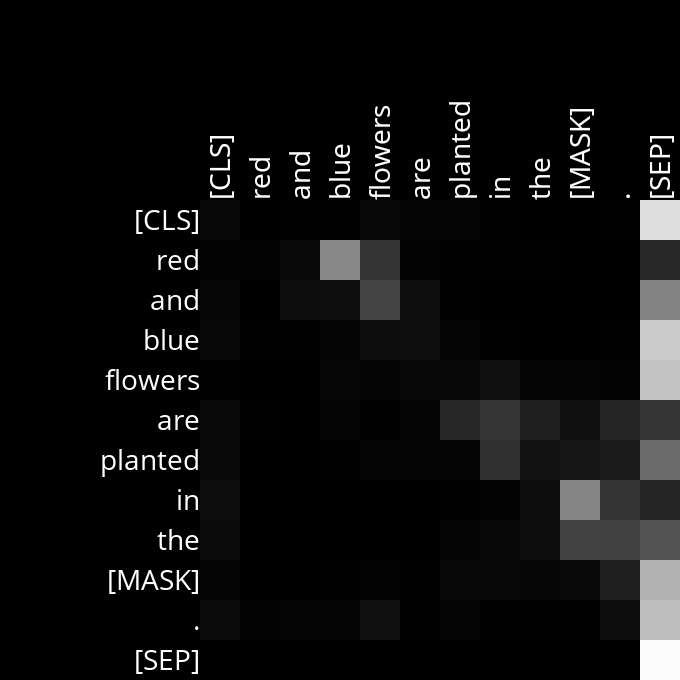 [CLS] red and blue flowers are planted in the [MASK] . [SEP]
[CLS]
red
and
blue
flowers
are
planted
in
the
[MASK]
.
[SEP]